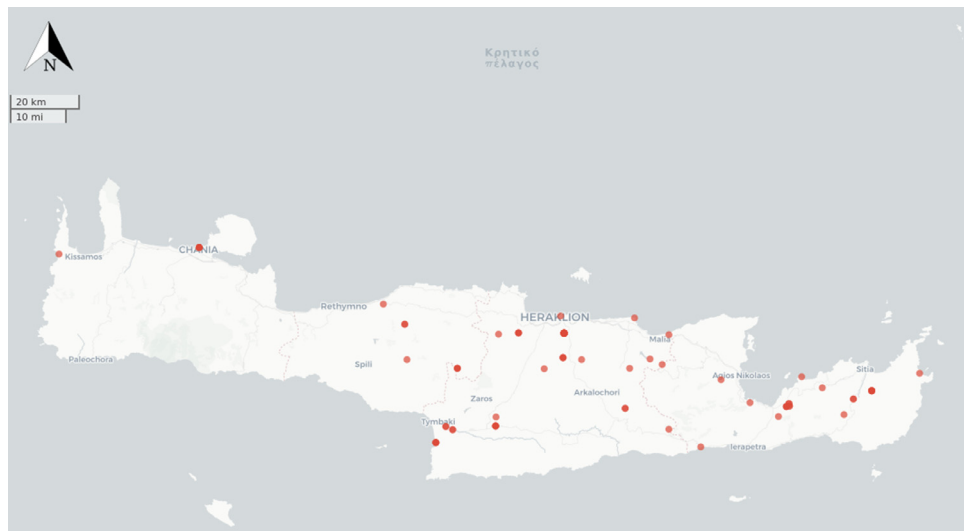 Κρητικό
πέλαγος
N
20 km
10 mi
CHANIA
Kissamos
Rethymno
HERAKLION
Malia
Paleochora
Spili
Agios Nikolaos
Sitia
Zaros
Arkalochori
Tymbaki
Ierapetra